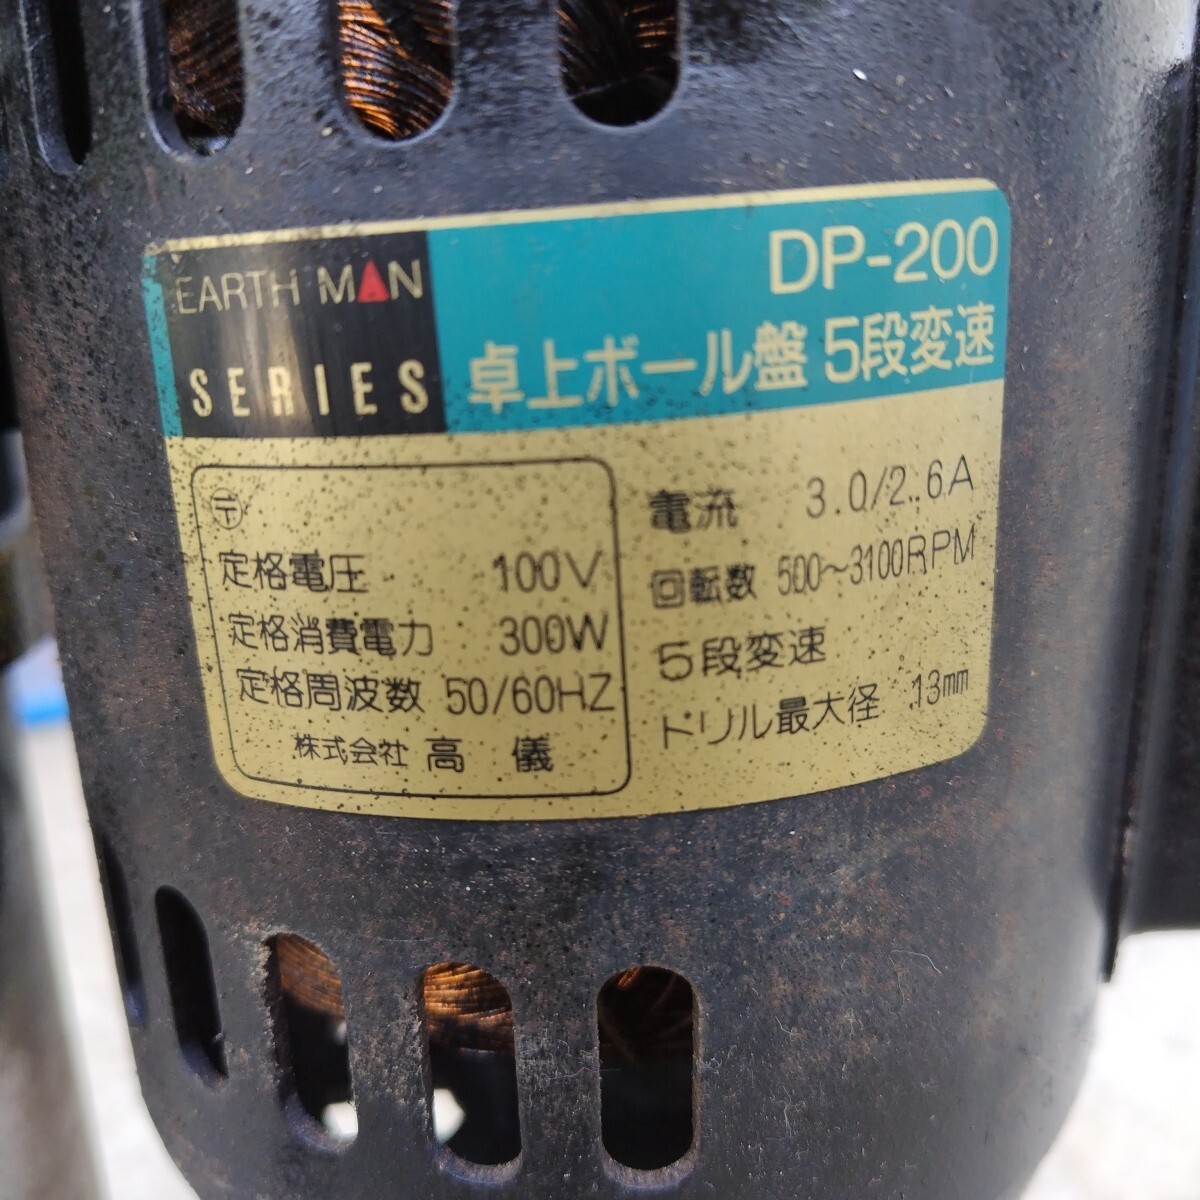 EARTH MAN
SERIES
DP-200
卓上ボール盤 5段変速
〒
定格電圧 100V
定格消費電力 300W
定格周波数 50/60HZ
株式会社 高儀
電流 3.0/2.6A
回転数 500～3100RPM
5段変速
ドリル最大径 13mm